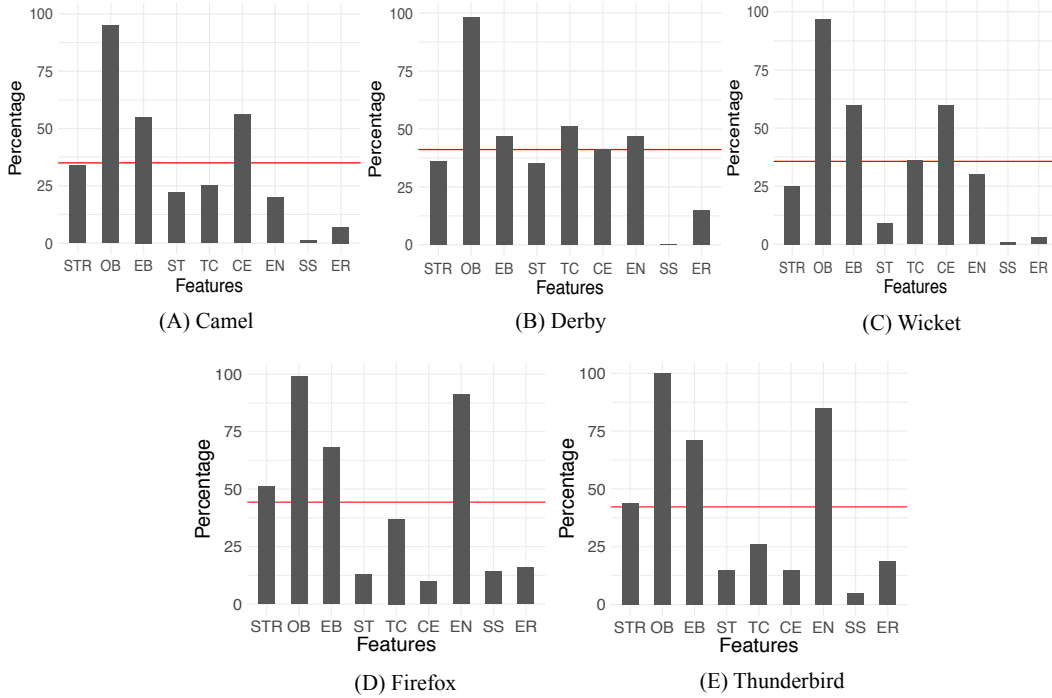 100
75
50
25
0
Percentage
STR OB EB ST TC CE EN SS ER
Features
(A) Camel
100
75
50
25
0
Percentage
STR OB EB ST TC CE EN SS ER
Features
(B) Derby
100
75
50
25
0
Percentage
STR OB EB ST TC CE EN SS ER
Features
(C) Wicket
100
75
50
25
0
Percentage
STR OB EB ST TC CE EN SS ER
Features
(D) Firefox
100
75
50
25
0
Percentage
STR OB EB ST TC CE EN SS ER
Features
(E) Thunderbird